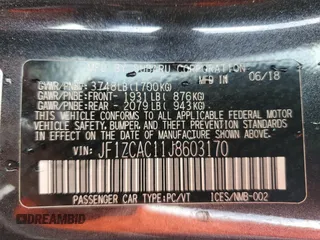 MFD IN 06/18
GVWR/PNBE: 3748LB(1700KG)
GAWR/PNBE:FRONT- 1931LB( 876KG)
GAWR/PNBE:REAR - 2079LB( 943KG)
THIS VEHICLE CONFORMS TO ALL APPLICABLE
FEDERAL MOTOR VEHICLE SAFETY, BUMPER,
AND THEFT PREVENTION STANDARDS IN EFFECT
ON THE DATE OF MANUFACTURE SHOWN ABOVE.
VIN: JF1ZCAC11J8603170
PASSENGER CAR TYPE:PC/VT ICES/NMB-002
DREAMBID